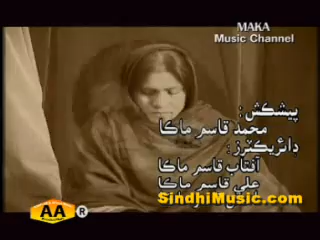 MAKA
Music Channel
پيشڪش:
محمد قاسم ماڪا
ڊائريڪٽرز:
آفتاب قاسم ماڪا
علي قاسم ماڪا
SindhiMusic.com
AA ®